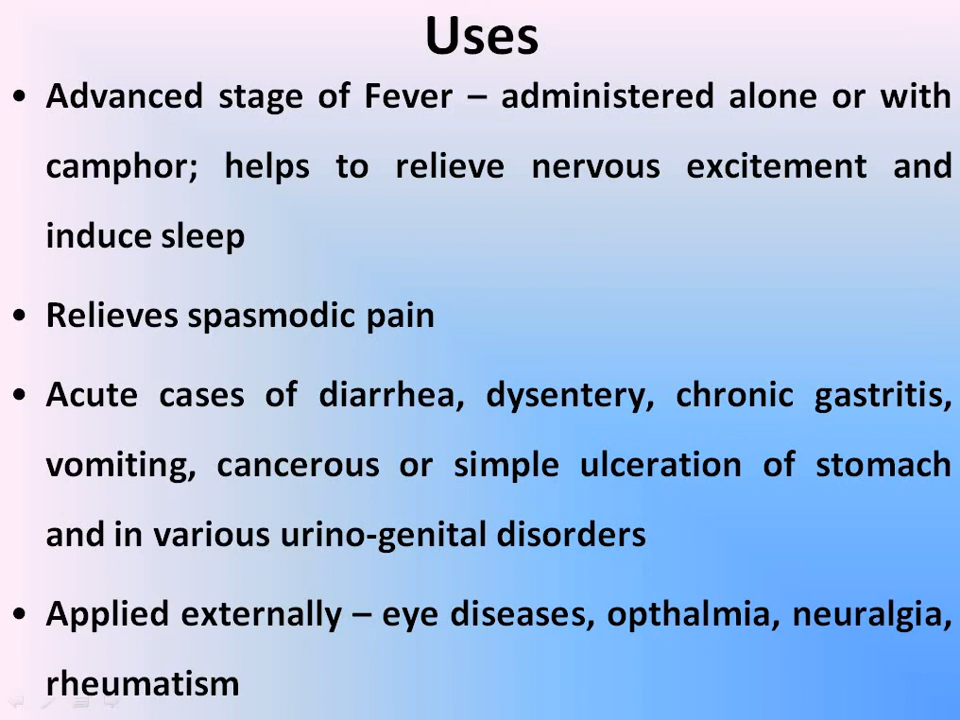 Uses
• Advanced stage of Fever – administered alone or with
camphor; helps to relieve nervous excitement and
induce sleep
• Relieves spasmodic pain
• Acute cases of diarrhea, dysentery, chronic gastritis,
vomiting, cancerous or simple ulceration of stomach
and in various urino-genital disorders
• Applied externally – eye diseases, opthalmia, neuralgia,
rheumatism